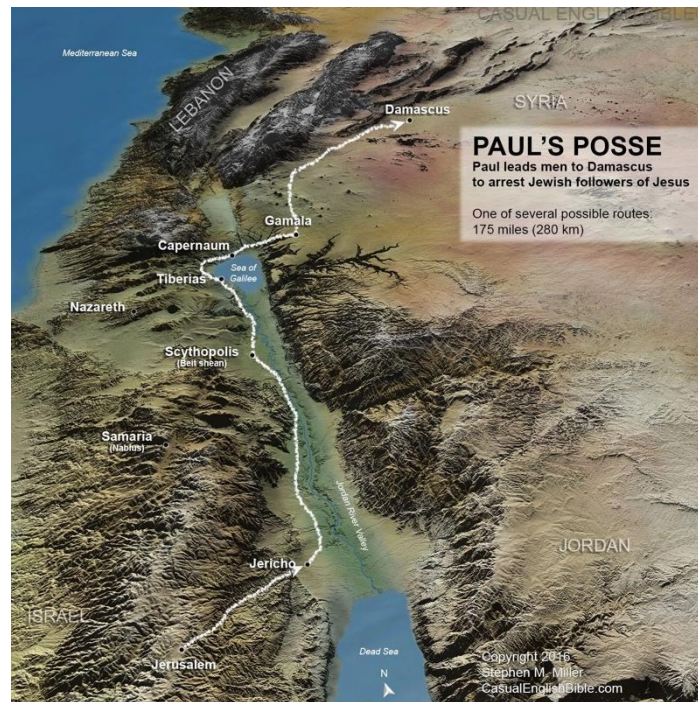 CASUAL ENGLISH BIBLE
Mediterranean Sea
LEBANON
Damascus
SYRIA
PAUL'S POSSE
Paul leads men to Damascus
to arrest Jewish followers of Jesus
One of several possible routes:
175 miles (280 km)
Gamala
Capernaum
Sea of
Galilee
Tiberias
Nazareth
Scythopolis
(Beit shean)
Samaria
(Nablus)
Jordan River Valley
JORDAN
Jericho
ISRAEL
Jerusalem
Dead Sea
N
Copyright 2016
Stephen M. Miller
CasualEnglishBible.com